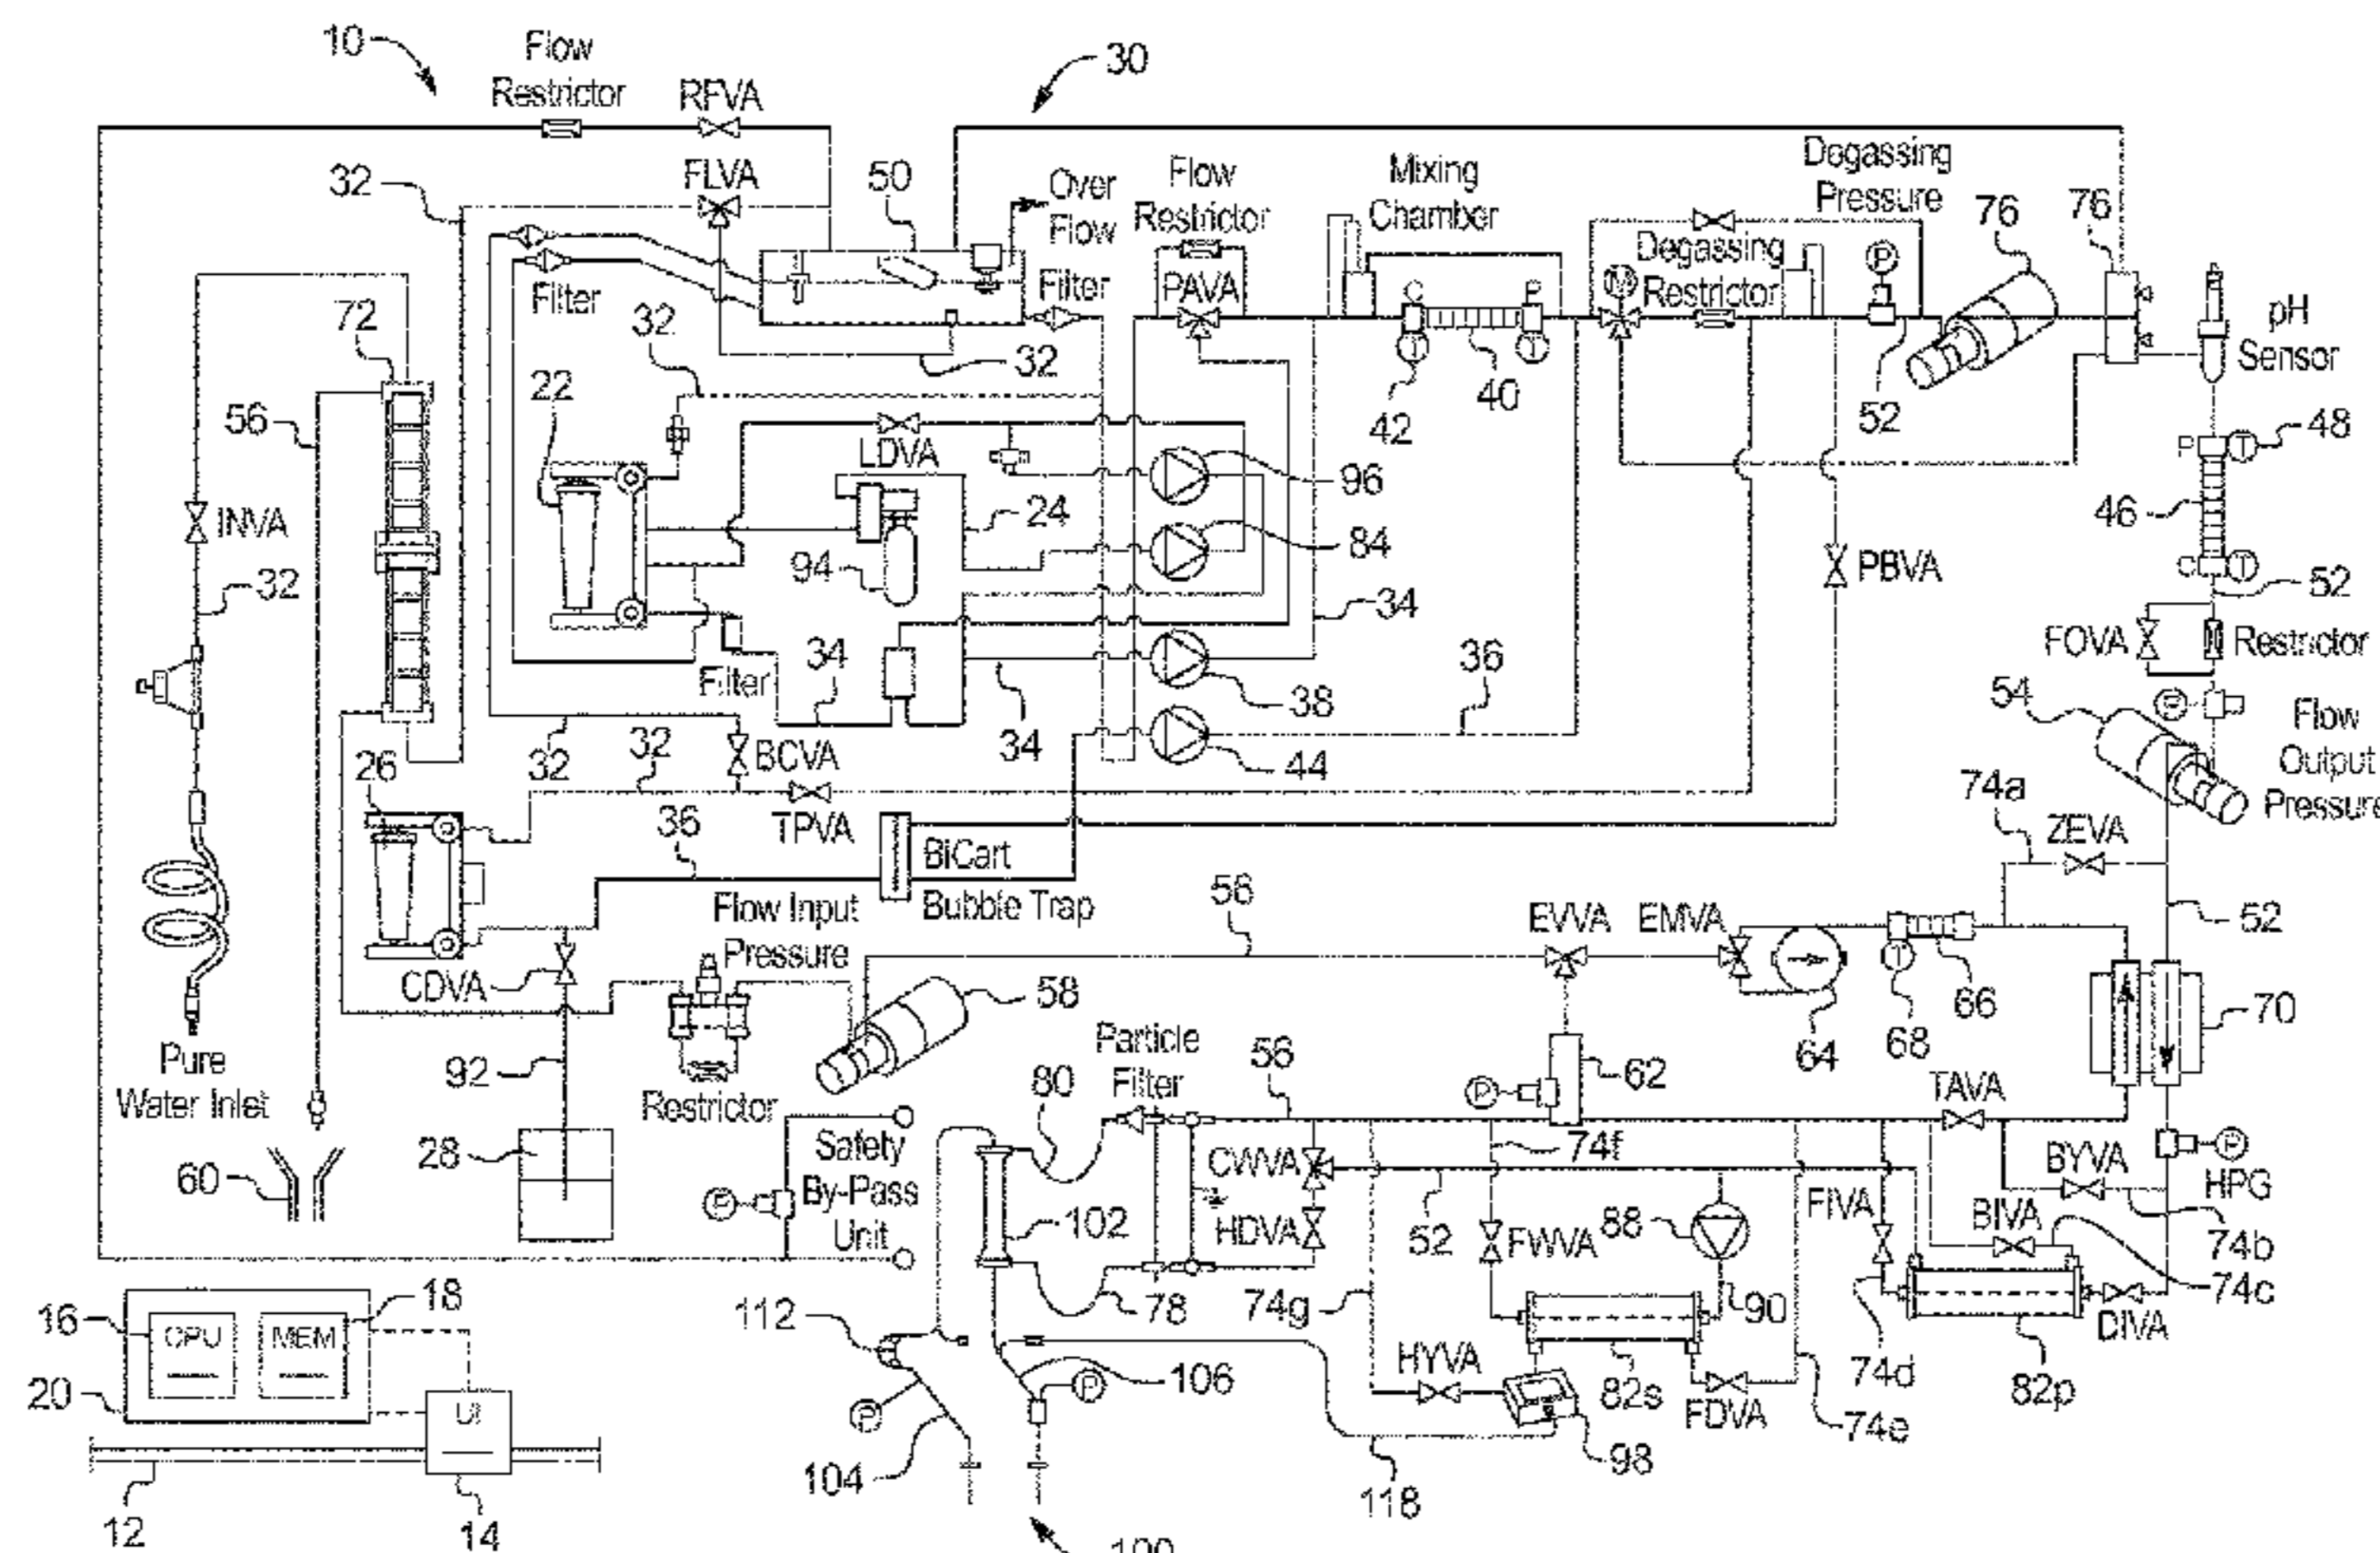 10
Flow
Restrictor
RFVA
30
32
FLVA
50
Over
Flow
Flow
Restrictor
Mixing
Chamber
Degassing
Pressure
76
76
Filter
Filter
PAVA
C
P
M
Degassing
Restrictor
P
pH
Sensor
72
32
32
T
T
22
42
40
52
56
LDVA
96
P
T
48
INVA
24
46
94
84
PBVA
C
T
32
34
52
FOVA
Restrictor
34
Filter
38
36
54
P
Flow
Output
Pressure
32
32
34
BCVA
44
26
74a
36
TPVA
ZEVA
BiCart
Bubble Trap
Flow Input
Pressure
56
EVVA
EMVA
52
CDVA
58
T
66
70
Pure
Water Inlet
92
Particle
Filter
56
62
64
68
Restrictor
80
P
TAVA
28
Safety
By-Pass
Unit
CWVA
74f
BYVA
P
HPG
60
P
102
HDVA
52
FWVA
88
FIVA
BIVA
74b
16
CPU
MEM
18
112
78
74g
90
74c
DIVA
HYVA
20
UI
P
P
106
82s
FDVA
74d
82p
74e
104
98
118
12
14
100